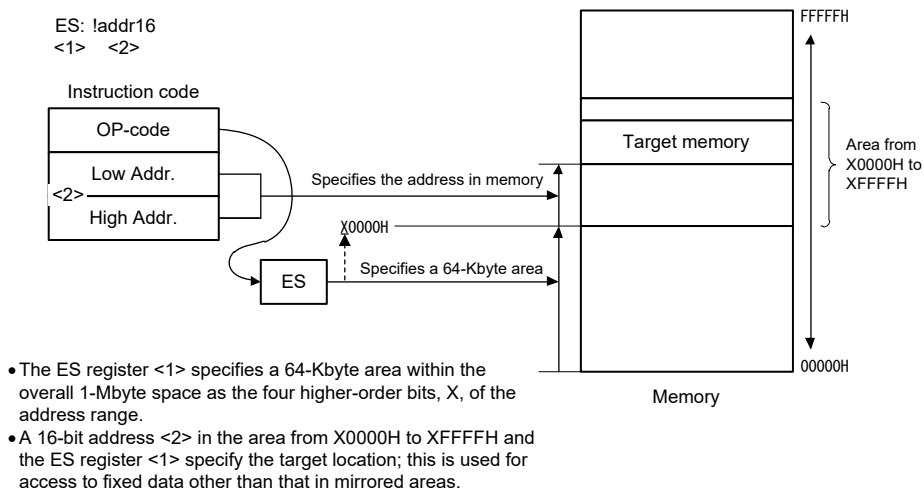 ES: !addr16
<1> <2>
Instruction code
OP-code
Low Addr.
<2>
High Addr.
ES
Specifies the address in memory
X0000H
Specifies a 64-Kbyte area
FFFFFH
Target memory
Area from
X0000H to
XFFFFH
00000H
Memory
• The ES register <1> specifies a 64-Kbyte area within the
overall 1-Mbyte space as the four higher-order bits, X, of the
address range.
• A 16-bit address <2> in the area from X0000H to XFFFFH and
the ES register <1> specify the target location; this is used for
access to fixed data other than that in mirrored areas.